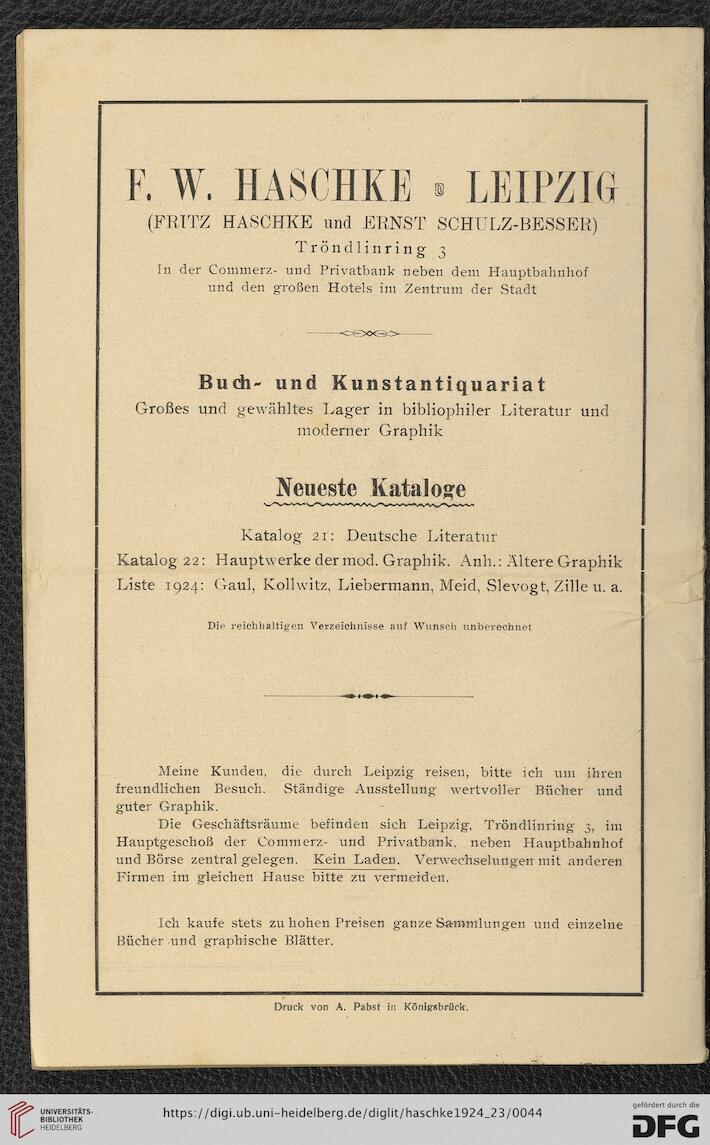 F. W. HASCHKE LEIPZIG
(FRITZ HASCHKE und ERNST SCHULZ-BESSER)
Tröndlinring 3
In der Commerz- und Privatbank neben dem Hauptbahnhof
und den großen Hotels im Zentrum der Stadt
Buch- und Kunstantiquariat
Großes und gewähltes Lager in bibliophiler Literatur und
moderner Graphik
Neueste Kataloge
Katalog 21: Deutsche Literatur
Katalog 22: Hauptwerke der mod. Graphik. Anh.: Ältere Graphik
Liste 1924: Gaul, Kollwitz, Liebermann, Meid, Slevogt, Zille u. a.
Die reichhaltigen Verzeichnisse auf Wunsch unberechnet
Meine Kunden, die durch Leipzig reisen, bitte ich um ihren
freundlichen Besuch. Ständige Ausstellung wertvoller Bücher und
guter Graphik.
Die Geschäftsräume befinden sich Leipzig, Tröndlinring 3, im
Hauptgeschoß der Commerz- und Privatbank, neben Hauptbahnhof
und Börse zentral gelegen. Kein Laden. Verwechselungen mit anderen
Firmen im gleichen Hause bitte zu vermeiden.
Ich kaufe stets zu hohen Preisen ganze Sammlungen und einzelne
Bücher und graphische Blätter.
Druck von A. Pabst in Königsbrück.
UNIVERSITÄTS-
BIBLIOTHEK
HEIDELBERG
https://digi.ub.uni-heidelberg.de/diglit/haschke1924_23/0044
gefördert durch die
DFG